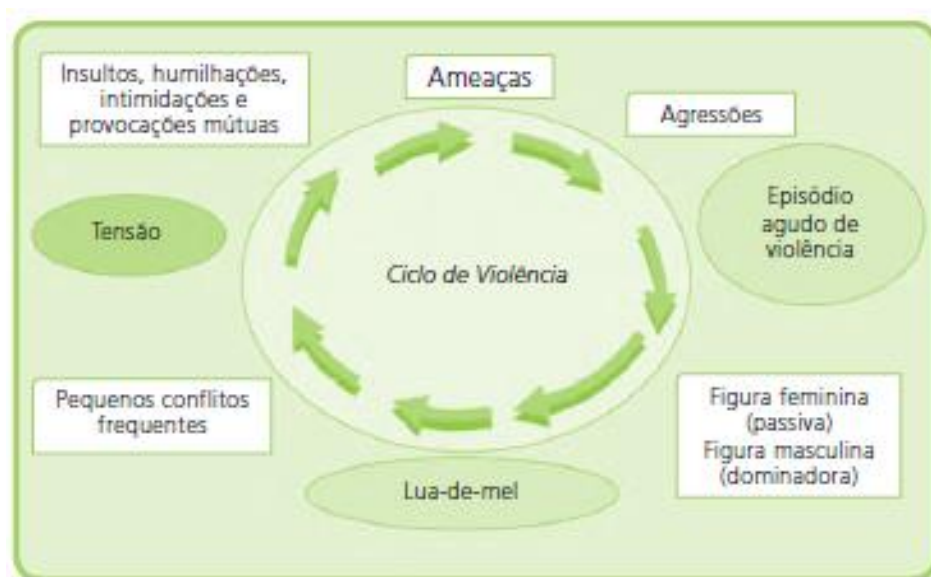 Insultos, humilhações,
intimidações e
provocações mútuas
Ameaças
Agressões
Tensão
Episódio
agudo de
violência
Ciclo de Violência
Pequenos conflitos
frequentes
Figura feminina
(passiva)
Figura masculina
(dominadora)
Lua-de-mel